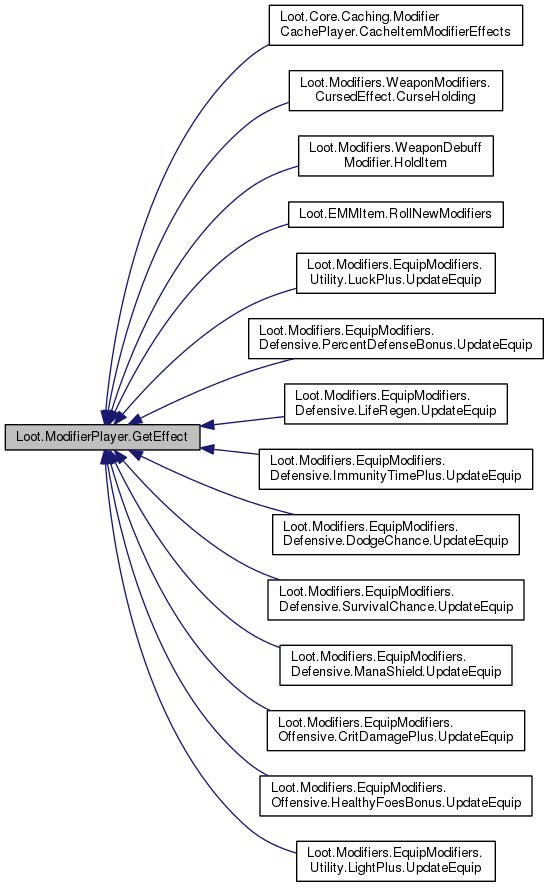 Loot.Core.Caching.Modifier
CachePlayer.CacheItemModifierEffects
Loot.Modifiers.WeaponModifiers.
CursedEffect.CurseHolding
Loot.Modifiers.WeaponDebuff
Modifier.HoldItem
Loot.EMMItem.RollNewModifiers
Loot.Modifiers.EquipModifiers.
Utility.LuckPlus.UpdateEquip
Loot.Modifiers.EquipModifiers.
Defensive.PercentDefenseBonus.UpdateEquip
Loot.Modifiers.EquipModifiers.
Defensive.LifeRegen.UpdateEquip
Loot.ModifierPlayer.GetEffect
Loot.Modifiers.EquipModifiers.
Defensive.ImmunityTimePlus.UpdateEquip
Loot.Modifiers.EquipModifiers.
Defensive.DodgeChance.UpdateEquip
Loot.Modifiers.EquipModifiers.
Defensive.SurvivalChance.UpdateEquip
Loot.Modifiers.EquipModifiers.
Defensive.ManaShield.UpdateEquip
Loot.Modifiers.EquipModifiers.
Offensive.CritDamagePlus.UpdateEquip
Loot.Modifiers.EquipModifiers.
Offensive.HealthyFoesBonus.UpdateEquip
Loot.Modifiers.EquipModifiers.
Utility.LightPlus.UpdateEquip